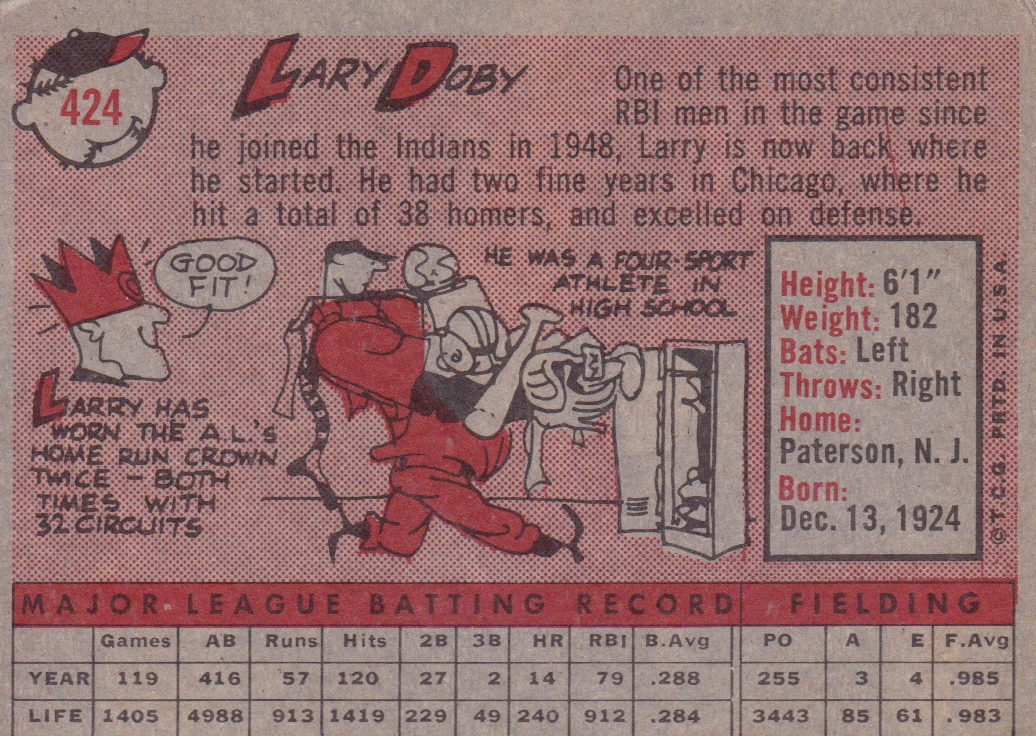 424
LARY DOBY
One of the most consistent
RBI men in the game since
he joined the Indians in 1948, Larry is now back where
he started. He had two fine years in Chicago, where he
hit a total of 38 homers, and excelled on defense.
GOOD
FIT!
LARRY HAS
WORN THE A.L.'S
HOME RUN CROWN
TWICE – BOTH
TIMES WITH
32 CIRCUITS
HE WAS A FOUR-SPORT
ATHLETE IN
HIGH SCHOOL
Height: 6'1"
Weight: 182
Bats: Left
Throws: Right
Home:
Paterson, N. J.
Born:
Dec. 13, 1924
© T. C. G. PRTD. IN U.S.A.
MAJOR LEAGUE BATTING RECORD FIELDING
Games AB Runs Hits 2B 3B HR RBI B.Avg PO A E F.Avg
YEAR 119 416 57 120 27 2 14 79 .288 255 3 4 .985
LIFE 1405 4988 913 1419 229 49 240 912 .284 3443 85 61 .983